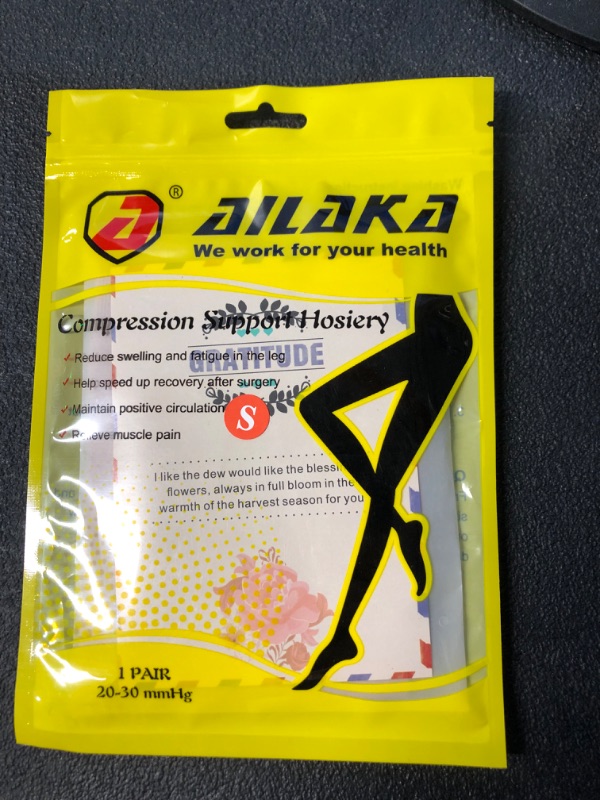 ®
AILAKA
We work for your health
Compression Support Hosiery
GRATITUDE
Reduce swelling and fatigue in the leg
Help speed up recovery after surgery
Maintain positive circulation
S
Relieve muscle pain
I like the dew would like the
flowers, always in full bloom in the
warmth of the harvest season for you
1 PAIR
20-30 mmHg